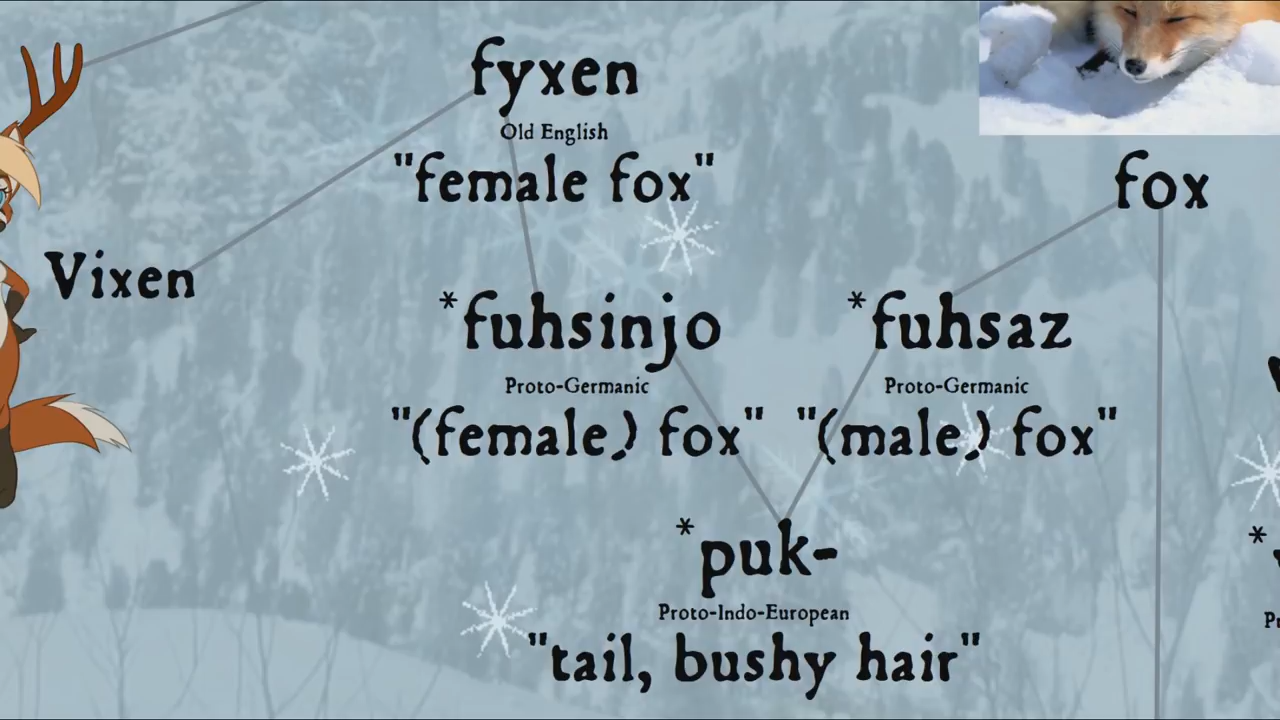 fyxen
Old English
"female fox"
fox
Vixen
*fuhsinjo
Proto-Germanic
"(female) fox"
*fuhsaz
Proto-Germanic
"(male) fox"
*puk-
Proto-Indo-European
"tail, bushy hair"